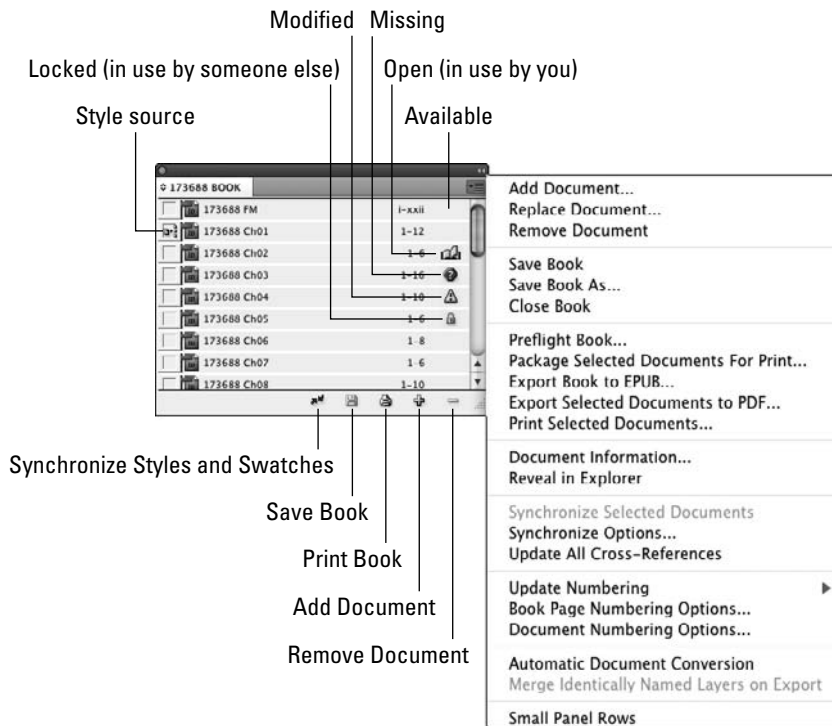 Modified Missing
Locked (in use by someone else) Open (in use by you)
Style source Available
173688 BOOK
173688 FM i-xxii
173688 Ch01 1-12
173688 Ch02 1-6
173688 Ch03 1-16
173688 Ch04 1-10
173688 Ch05 1-6
173688 Ch06 1-8
173688 Ch07 1-6
173688 Ch08 1-10
Synchronize Styles and Swatches
Save Book
Print Book
Add Document
Remove Document
Add Document...
Replace Document...
Remove Document
Save Book
Save Book As...
Close Book
Preflight Book...
Package Selected Documents For Print...
Export Book to EPUB...
Export Selected Documents to PDF...
Print Selected Documents...
Document Information...
Reveal in Explorer
Synchronize Selected Documents
Synchronize Options...
Update All Cross-References
Update Numbering
Book Page Numbering Options...
Document Numbering Options...
Automatic Document Conversion
Merge Identically Named Layers on Export
Small Panel Rows